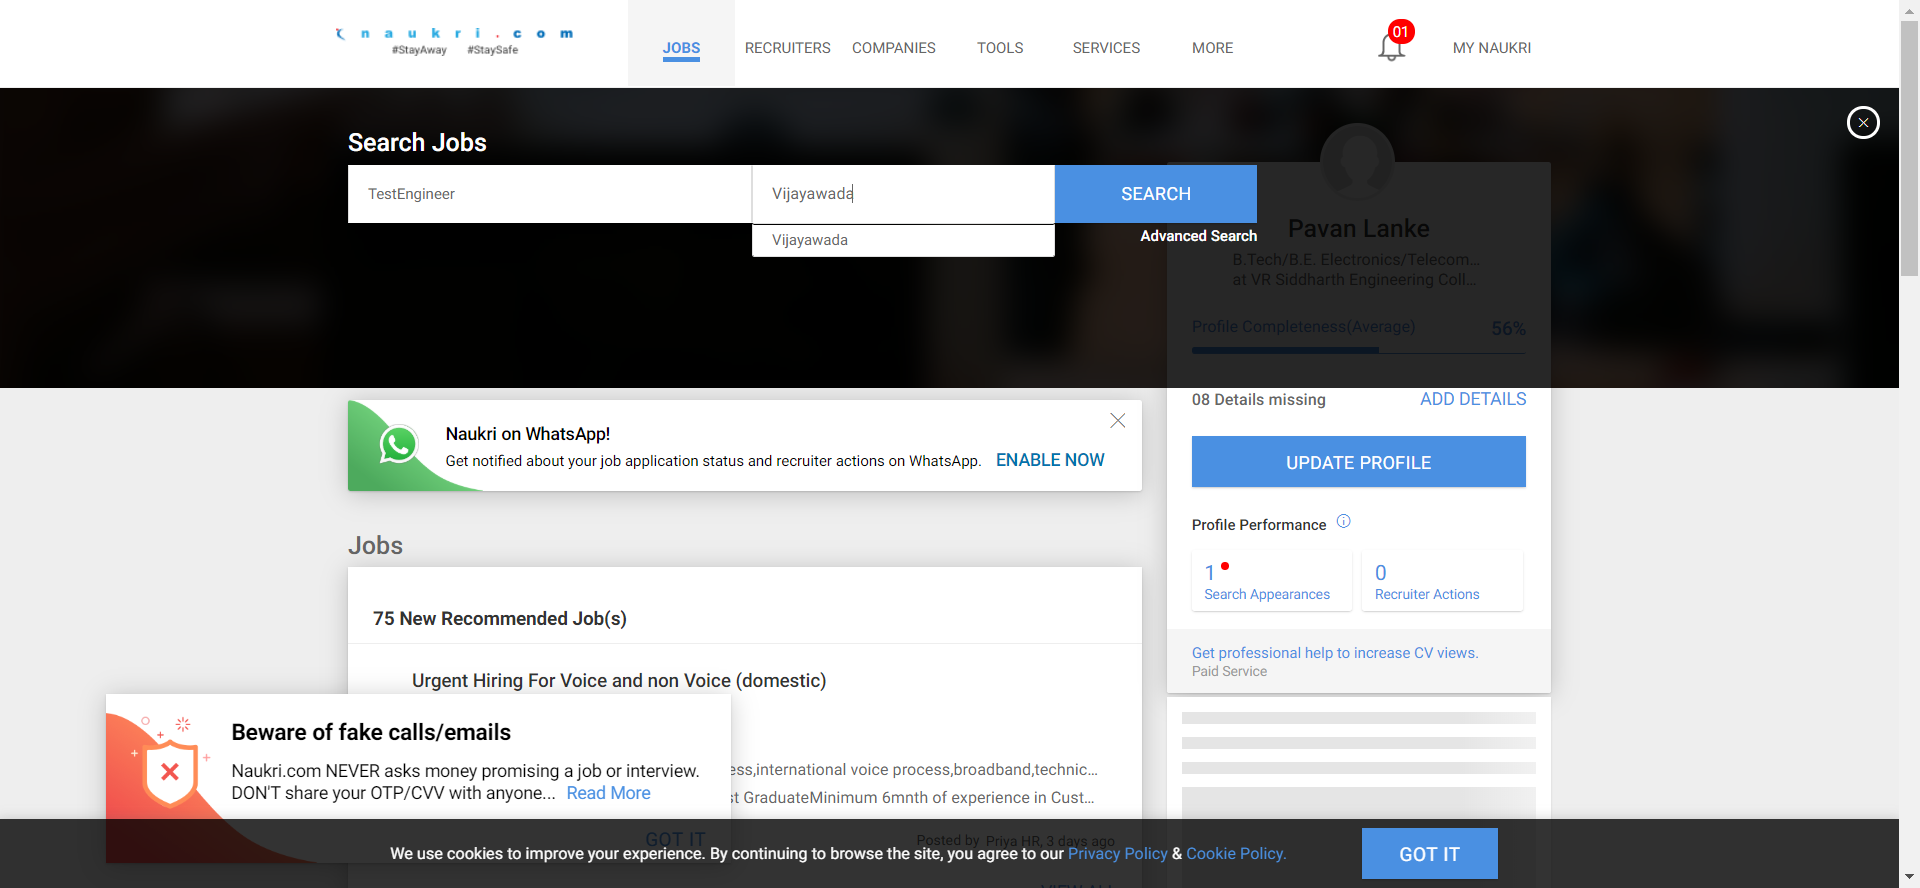 naukri.com
#StayAway #StaySafe
JOBS
RECRUITERS
COMPANIES
TOOLS
SERVICES
MORE
01
MY NAUKRI
Search Jobs
TestEngineer
Vijayawada
SEARCH
Vijayawada
Advanced Search
Pavan Lanke
B.Tech/B.E. Electronics/Telecom...
at VR Siddharth Engineering Coll...
Profile Completeness(Average) 56%
08 Details missing ADD DETAILS
UPDATE PROFILE
Profile Performance
1
Search Appearances
0
Recruiter Actions
Get professional help to increase CV views.
Paid Service
Naukri on WhatsApp!
Get notified about your job application status and recruiter actions on WhatsApp. ENABLE NOW
Jobs
75 New Recommended Job(s)
Urgent Hiring For Voice and non Voice (domestic)
ess,international voice process,broadband,technic...
st GraduateMinimum 6mnth of experience in Cust...
Posted by Priya HR, 3 days ago
Beware of fake calls/emails
Naukri.com NEVER asks money promising a job or interview.
DON'T share your OTP/CVV with anyone... Read More
GOT IT
We use cookies to improve your experience. By continuing to browse the site, you agree to our Privacy Policy & Cookie Policy.
GOT IT